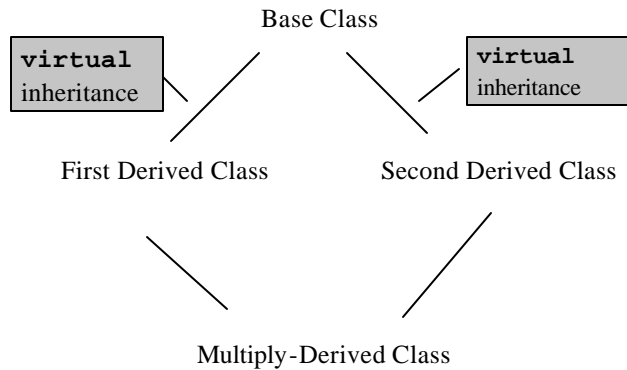 Base Class
virtual
inheritance
virtual
inheritance
First Derived Class
Second Derived Class
Multiply-Derived Class